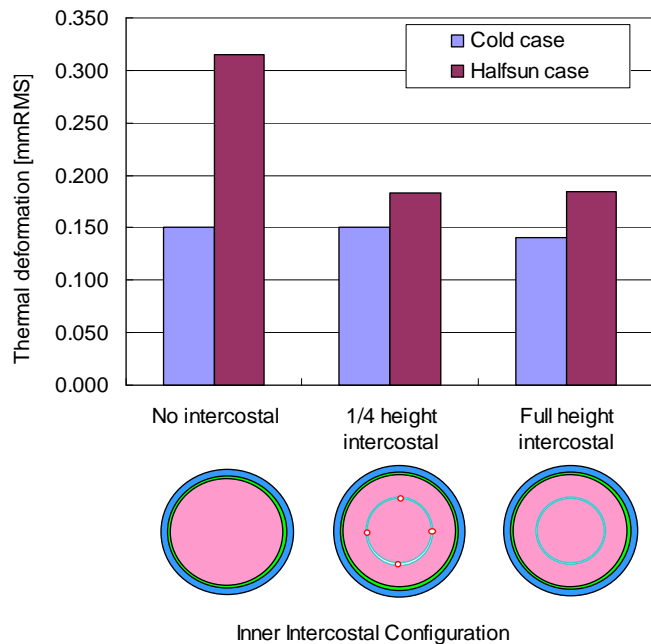 0.350
0.300
0.250
0.200
0.150
0.100
0.050
0.000
Thermal deformation [mmRMS]
Cold case
Halfsun case
No intercostal
1/4 height
intercostal
Full height
intercostal
Inner Intercostal Configuration